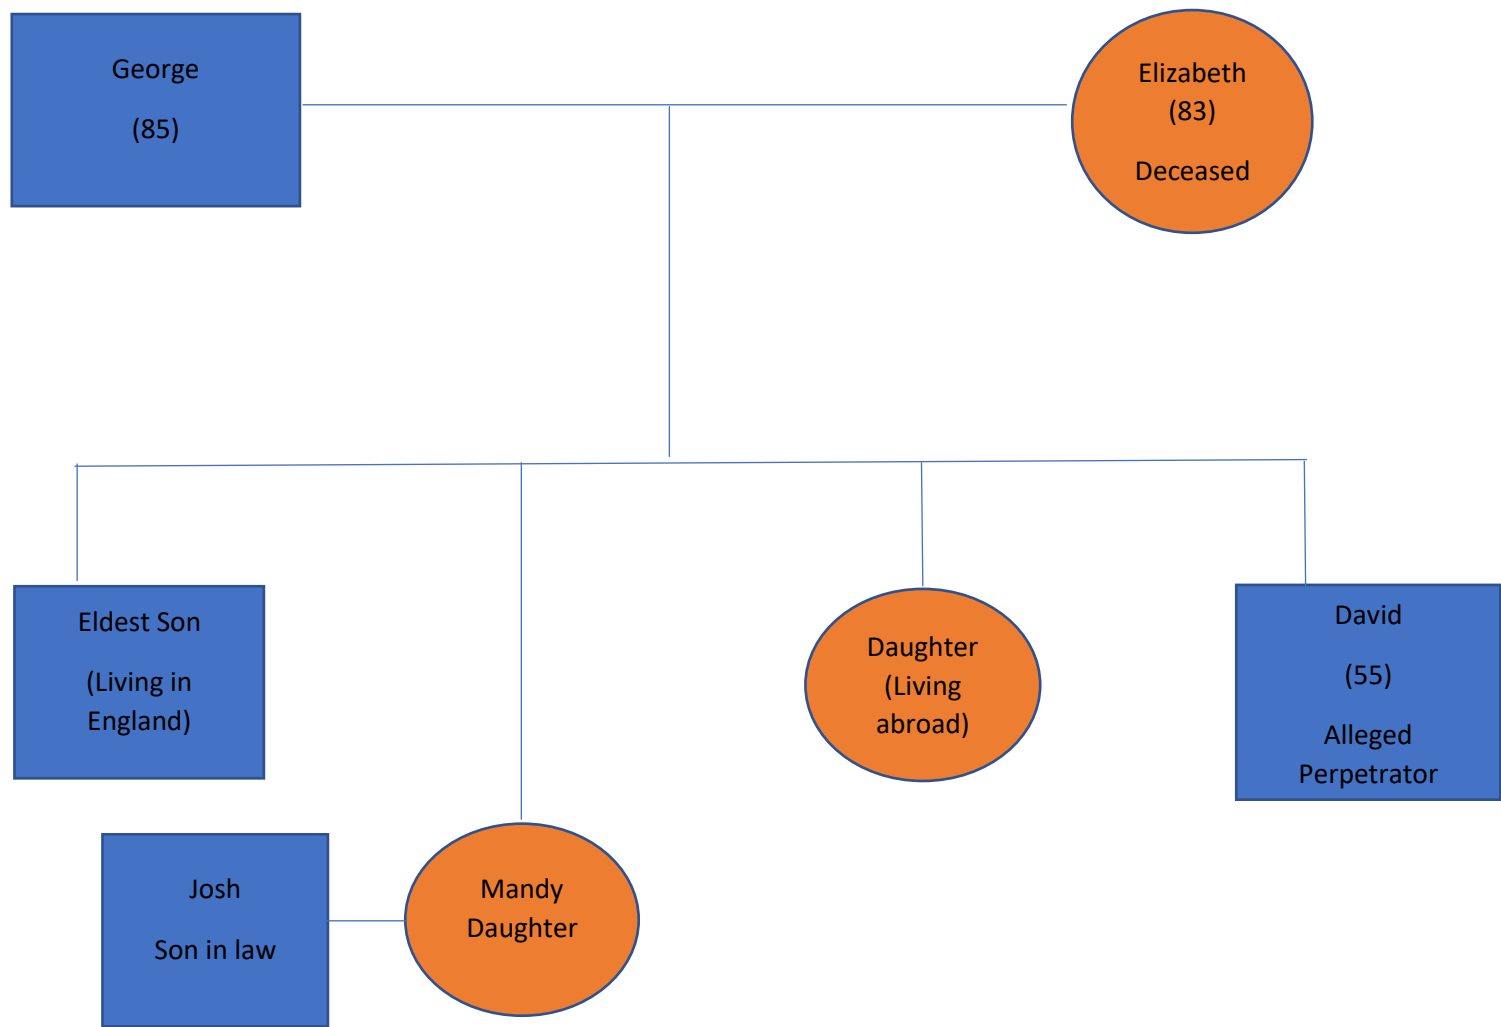 George
(85)
Elizabeth
(83)
Deceased
Eldest Son
(Living in
England)
Daughter
(Living
abroad)
David
(55)
Alleged
Perpetrator
Josh
Son in law
Mandy
Daughter